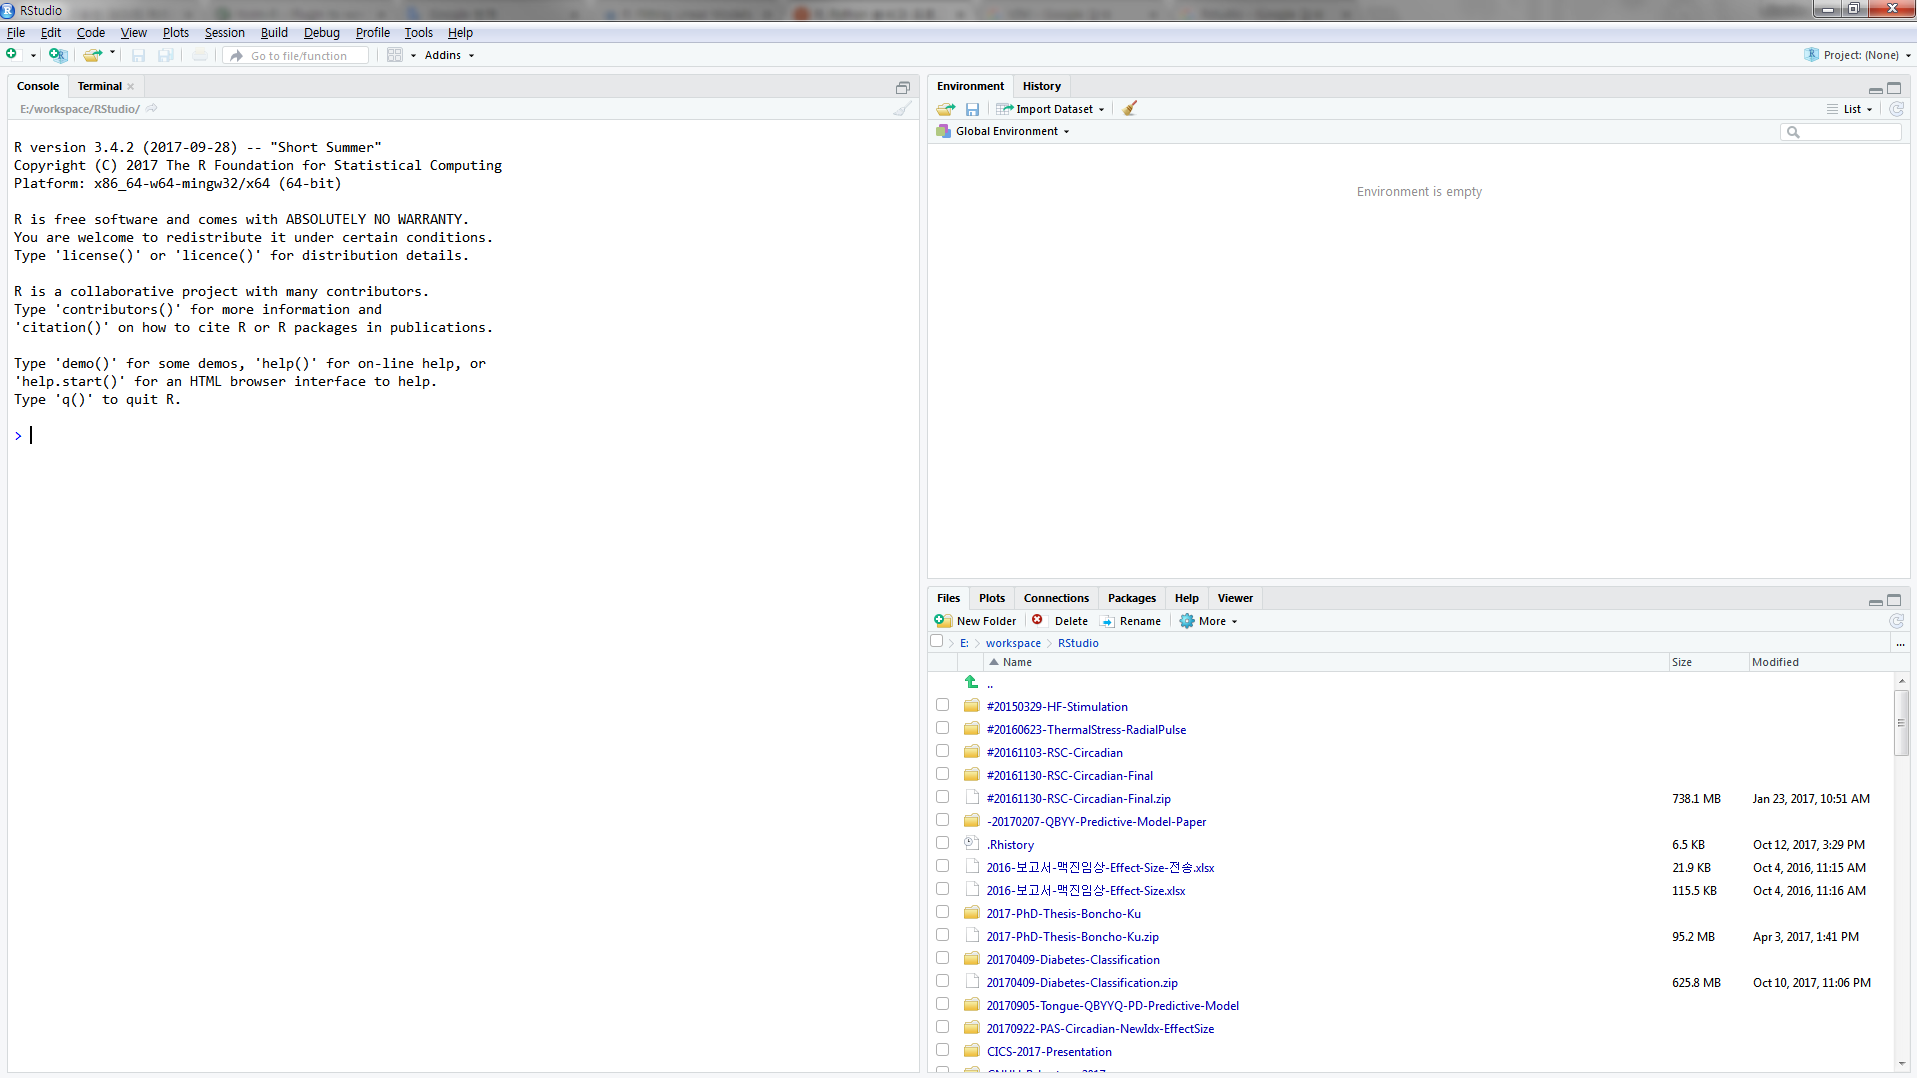 RStudio
File Edit Code View Plots Session Build Debug Profile Tools Help
Go to file/function Addins Project: (None)
Console Terminal
E:/workspace/RStudio/
R version 3.4.2 (2017-09-28) -- "Short Summer"
Copyright (C) 2017 The R Foundation for Statistical Computing
Platform: x86_64-w64-mingw32/x64 (64-bit)
R is free software and comes with ABSOLUTELY NO WARRANTY.
You are welcome to redistribute it under certain conditions.
Type 'license()' or 'licence()' for distribution details.
R is a collaborative project with many contributors.
Type 'contributors()' for more information and
'citation()' on how to cite R or R packages in publications.
Type 'demo()' for some demos, 'help()' for on-line help, or
'help.start()' for an HTML browser interface to help.
Type 'q()' to quit R.
>
Environment History
Import Dataset List
Global Environment
Environment is empty
Files Plots Connections Packages Help Viewer
New Folder Delete Rename More
E: workspace RStudio ...
Name Size Modified
..
#20150329-HF-Stimulation
#20160623-ThermalStress-RadialPulse
#20161103-RSC-Circadian
#20161130-RSC-Circadian-Final
#20161130-RSC-Circadian-Final.zip 738.1 MB Jan 23, 2017, 10:51 AM
-20170207-QBYY-Predictive-Model-Paper
.Rhistory 6.5 KB Oct 12, 2017, 3:29 PM
2016-보고서-맥진임상-Effect-Size-전송.xlsx 21.9 KB Oct 4, 2016, 11:15 AM
2016-보고서-맥진임상-Effect-Size.xlsx 115.5 KB Oct 4, 2016, 11:16 AM
2017-PhD-Thesis-Boncho-Ku
2017-PhD-Thesis-Boncho-Ku.zip 95.2 MB Apr 3, 2017, 1:41 PM
20170409-Diabetes-Classification
20170409-Diabetes-Classification.zip 625.8 MB Oct 10, 2017, 11:06 PM
20170905-Tongue-QBYYQ-PD-Predictive-Model
20170922-PAS-Circadian-NewIdx-EffectSize
CICS-2017-Presentation